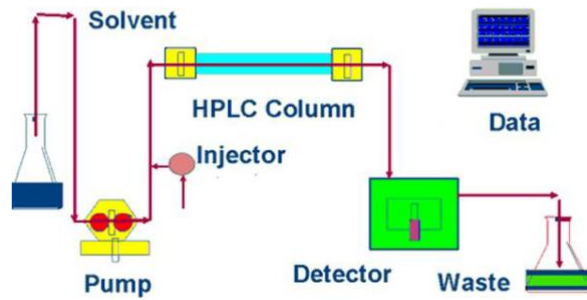 Solvent
HPLC Column
Data
Injector
Pump
Detector
Waste